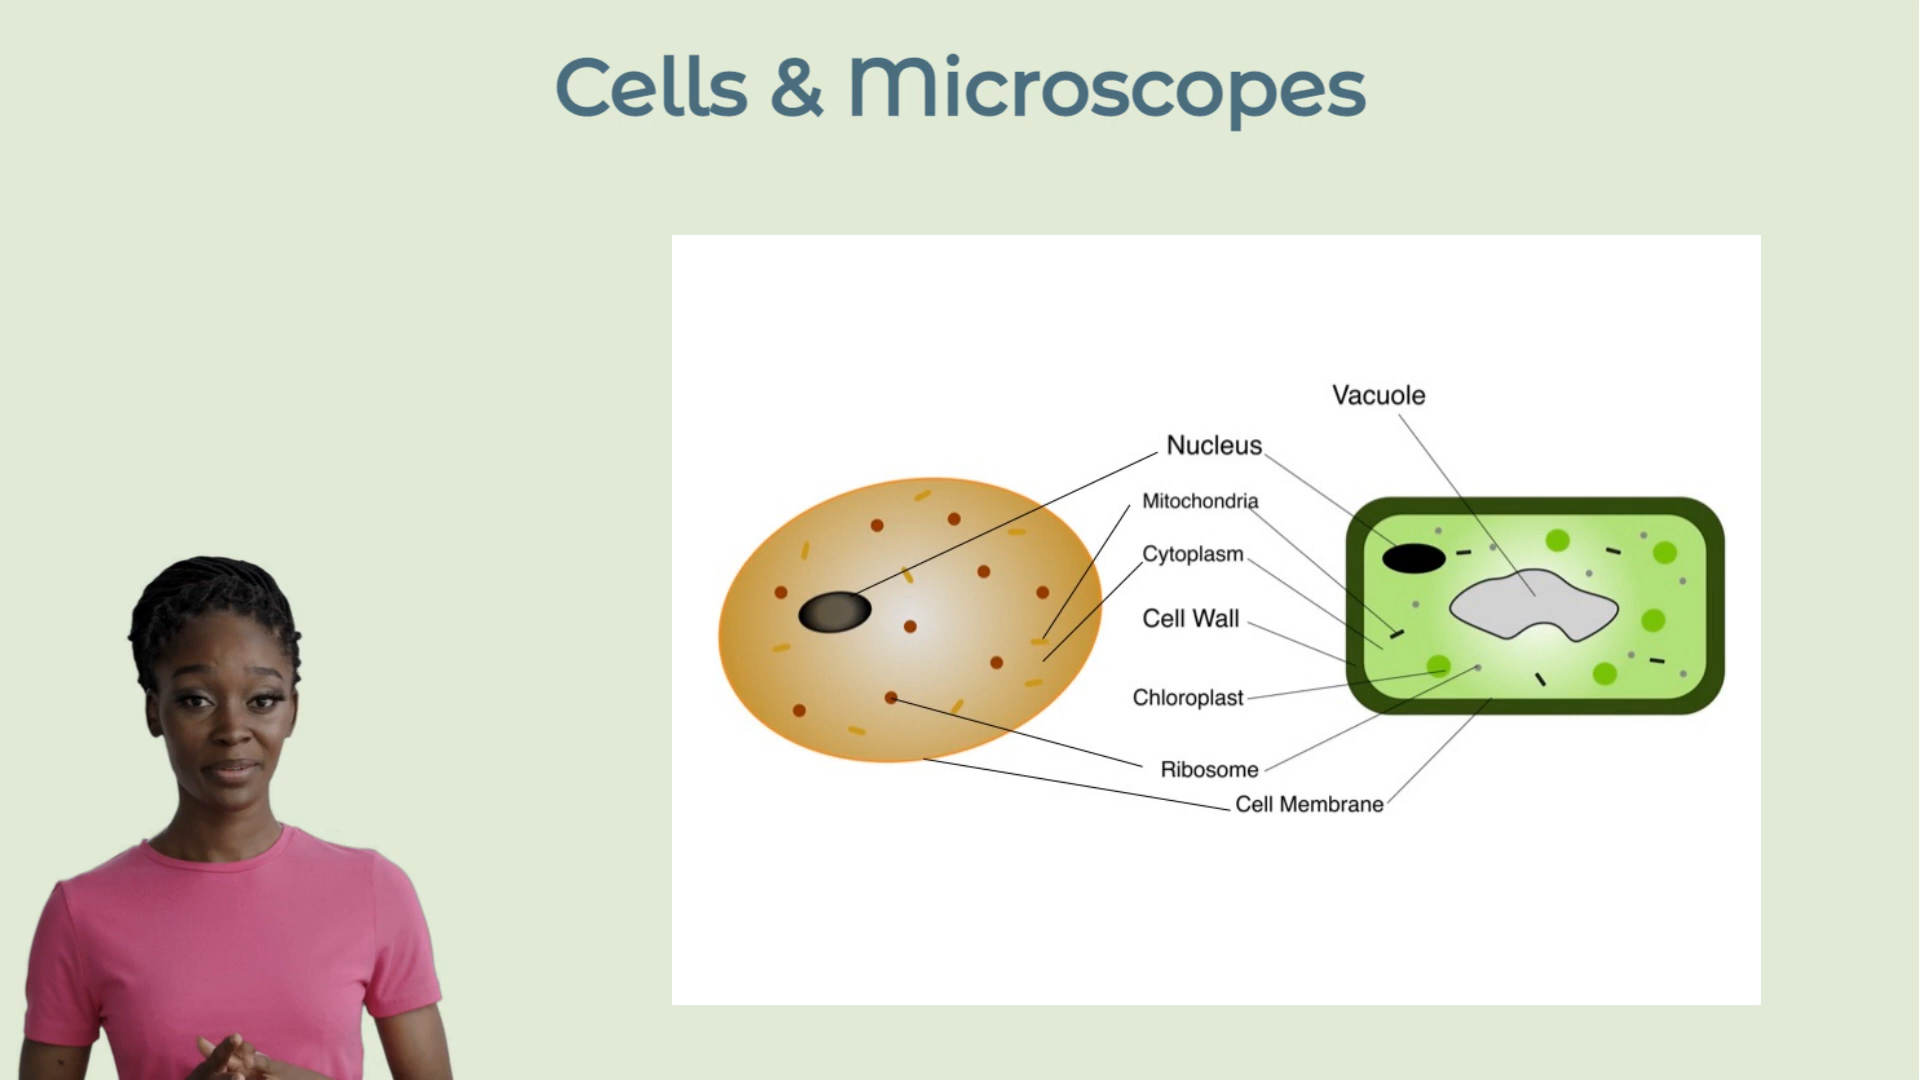 Cells & Microscopes
Vacuole
Nucleus
Mitochondria
Cytoplasm
Cell Wall
Chloroplast
Ribosome
Cell Membrane